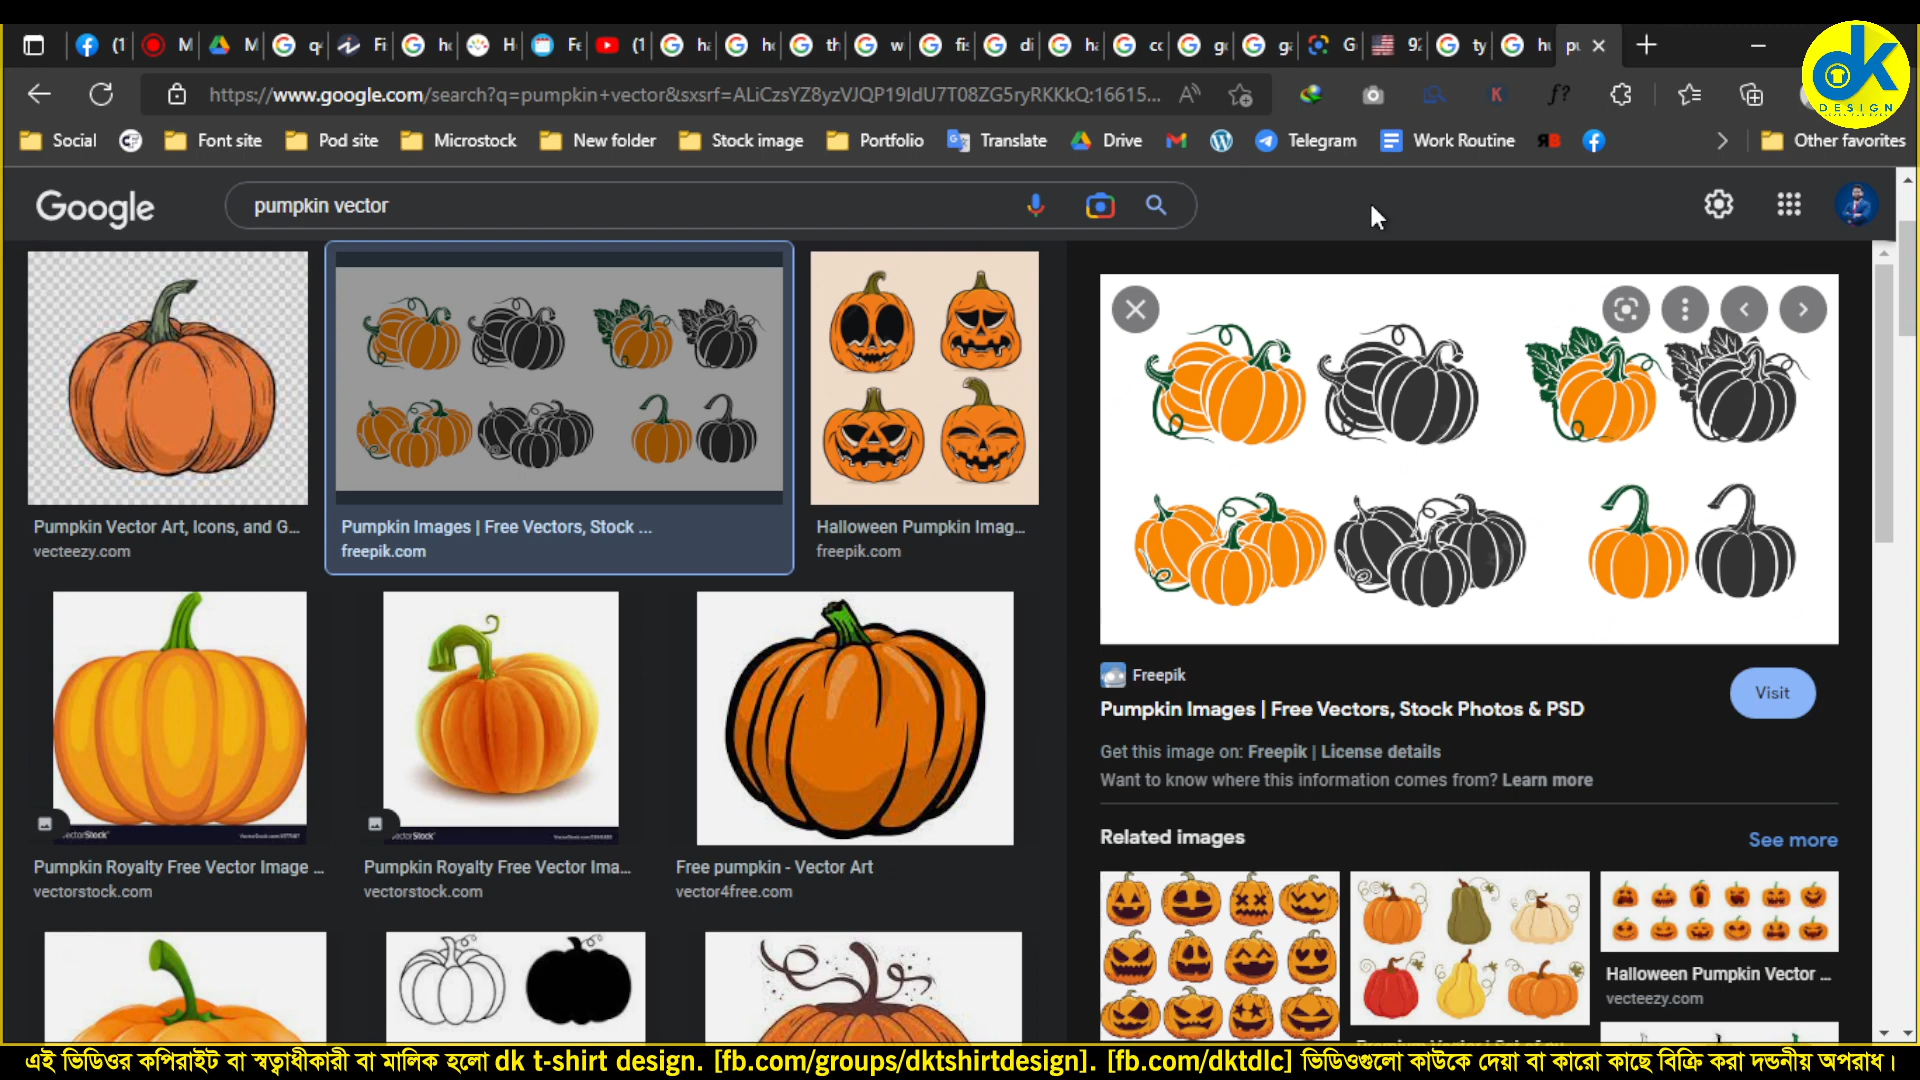 https://www.google.com/search?q=pumpkin+vector&sxsrf=ALiCzsYZ8yzVJQP19IdU7T08ZG5ryRKKkQ:16615...
DESIGN
Social
Font site
Pod site
Microstock
New folder
Stock image
Portfolio
Translate
Drive
Telegram
Work Routine
Other favorites
Google
pumpkin vector
Pumpkin Vector Art, Icons, and G...
vecteezy.com
Pumpkin Images | Free Vectors, Stock ...
freepik.com
Halloween Pumpkin Imag...
freepik.com
Pumpkin Royalty Free Vector Image ...
vectorstock.com
Pumpkin Royalty Free Vector Ima...
vectorstock.com
Free pumpkin - Vector Art
vector4free.com
Freepik
Visit
Pumpkin Images | Free Vectors, Stock Photos & PSD
Get this image on: Freepik | License details
Want to know where this information comes from? Learn more
Related images
See more
Halloween Pumpkin Vector ...
vecteezy.com
এই ভিডিওর কপিরাইট বা স্বত্বাধীকারী বা মালিক হলো dk t-shirt design. [fb.com/groups/dktshirtdesign]. [fb.com/dktdlc] ভিডিওগুলো কাউকে দেয়া বা কারো কাছে বিক্রি করা দন্ডনীয় অপরাধ।